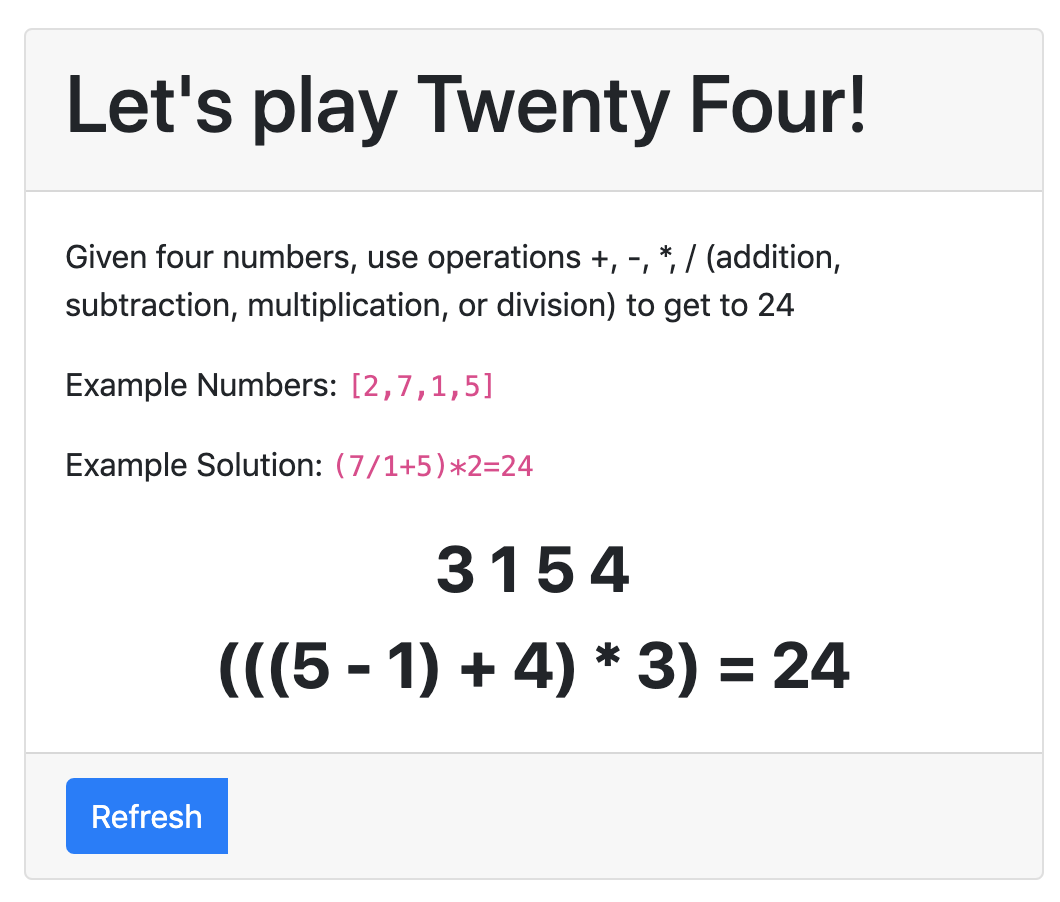 Let's play Twenty Four!
Given four numbers, use operations +, -, *, / (addition,
subtraction, multiplication, or division) to get to 24
Example Numbers: [2,7,1,5]
Example Solution: (7/1+5)*2=24
3 1 5 4
(((5 - 1) + 4) * 3) = 24
Refresh